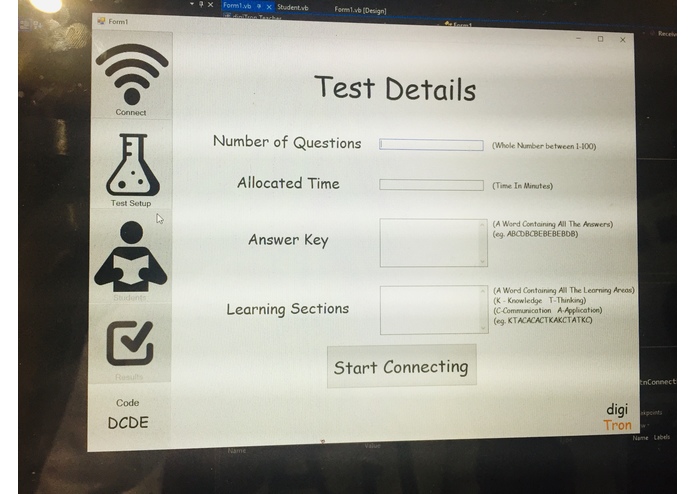 Form1.vb
Student.vb
Form1.vb [Design]
digiTron Teacher
Form1
Form1
Connect
Test Setup
Students
Results
Code
DCDE
Test Details
Number of Questions
(Whole Number between 1-100)
Allocated Time
(Time In Minutes)
Answer Key
(A Word Containing All The Answers)
(eg. ABCDBCBEBEBEBDB)
Learning Sections
(A Word Containing All The Learning Areas)
(K - Knowledge T-Thinking)
(C-Communication A-Application)
(eg. KTACACACTKAKCTATKC)
Start Connecting
digi
Tron
tnConnect
Name Labels
Name
Value